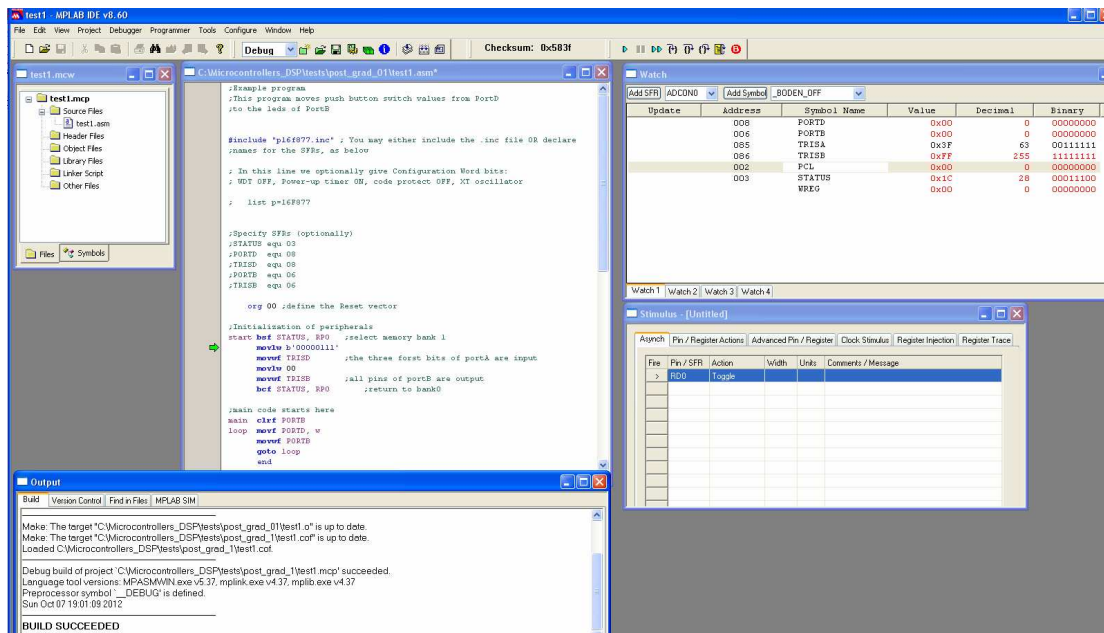 test1 - MPLAB IDE v8.60
File Edit View Project Debugger Programmer Tools Configure Window Help
Debug
Checksum: 0x583f
test1.mcw
test1.mcp
Source Files
test1.asm
Header Files
Object Files
Library Files
Linker Script
Other Files
Files Symbols
C:\Microcontrollers_DSP\tests\post_grad_01\test1.asm*
;Example program
;This program moves push button switch values from PortD
;to the leds of PortB
#include "p16f877.inc" ; You may either include the .inc file OR declare
;names for the SFRs, as below
; In this line we optionally give Configuration Word bits:
; WDT OFF, Power-up timer ON, code protect OFF, XT oscillator
; list p=16F877
;Specify SFRs (optionally)
;STATUS equ 03
;PORTD equ 08
;TRISD equ 08
;PORTB equ 06
;TRISB equ 06
org 00 ;define the Reset vector
;Initialization of peripherals
start bsf STATUS, RP0 ;select memory bank 1
movlw b'00000111'
movwf TRISD ;the three forst bits of portA are input
movlw 00
movwf TRISB ;all pins of portB are output
bcf STATUS, RP0 ;return to bank0
;main code starts here
main clrf PORTB
loop movf PORTD, w
movwf PORTB
goto loop
end
Watch
Add SFR ADCON0 Add Symbol _BODEN_OFF
Update Address Symbol Name Value Decimal Binary
008 PORTD 0x00 0 00000000
006 PORTB 0x00 0 00000000
085 TRISA 0x3F 63 00111111
086 TRISB 0xFF 255 11111111
002 PCL 0x00 0 00000000
003 STATUS 0x1C 28 00011100
WREG 0x00 0 00000000
Watch 1 Watch 2 Watch 3 Watch 4
Stimulus - [Untitled]
Asynch Pin / Register Actions Advanced Pin / Register Clock Stimulus Register Injection Register Trace
Fire Pin / SFR Action Width Units Comments / Message
> RD0 Toggle
Output
Build Version Control Find in Files MPLAB SIM
Make: The target "C:\Microcontrollers_DSP\tests\post_grad_01\test1.o" is up to date.
Make: The target "C:\Microcontrollers_DSP\tests\post_grad_1\test1.cof" is up to date.
Loaded C:\Microcontrollers_DSP\tests\post_grad_1\test1.cof.
Debug build of project `C:\Microcontrollers_DSP\tests\post_grad_1\test1.mcp' succeeded.
Language tool versions: MPASMWIN.exe v5.37, mplink.exe v4.37, mplib.exe v4.37
Preprocessor symbol `__DEBUG' is defined.
Sun Oct 07 19:01:09 2012
BUILD SUCCEEDED